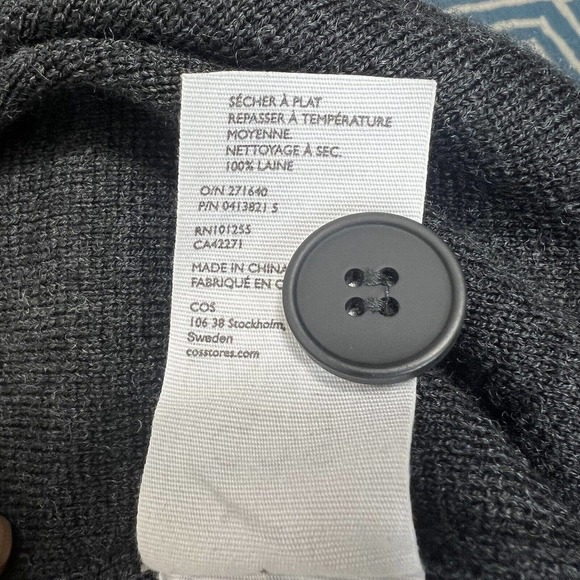 SÉCHER À PLAT
REPASSER À TEMPÉRATURE
MOYENNE.
NETTOYAGE À SEC.
100% LAINE
O/N 271640
P/N 0413821 5
RN101255
CA42271
MADE IN CHINA
FABRIQUÉ EN
COS
106 38 Stockholm,
Sweden
cosstores.com